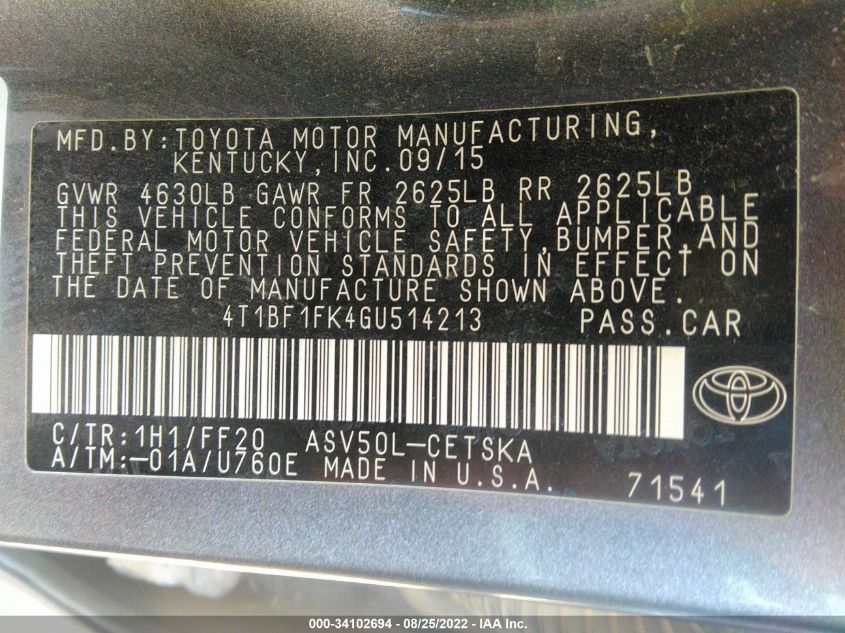 MFD.BY:TOYOTA MOTOR MANUFACTURING,
KENTUCKY,INC.09/15
GVWR 4630LB GAWR FR 2625LB RR 2625LB
THIS VEHICLE CONFORMS TO ALL APPLICABLE
FEDERAL MOTOR VEHICLE SAFETY,BUMPER,AND
THEFT PREVENTION STANDARDS IN EFFECT ON
THE DATE OF MANUFACTURE SHOWN ABOVE.
4T1BF1FK4GU514213 PASS.CAR
C/TR:1H1/FF20 ASV50L-CETSKA
A/TM:-01A/U760E MADE IN U.S.A. 71541
000-34102694 - 08/25/2022 - IAA Inc.